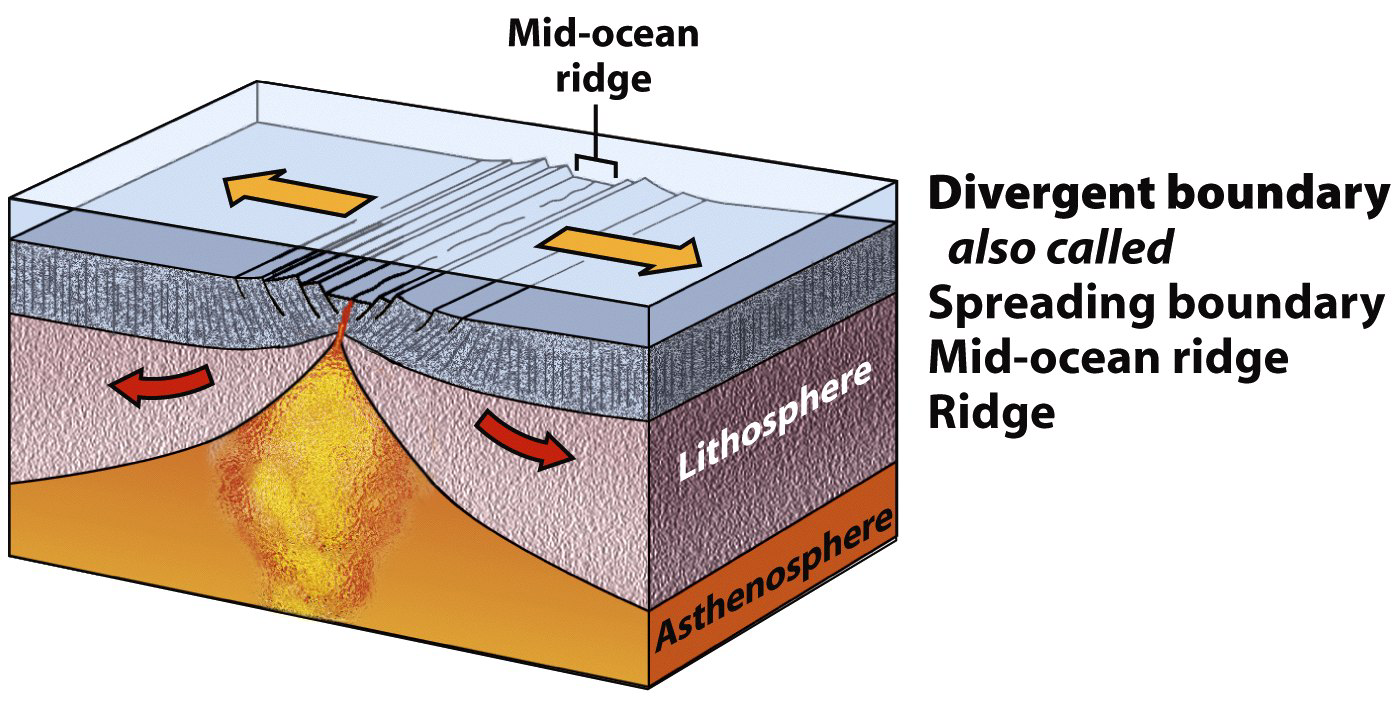 Mid-ocean
ridge
Divergent boundary
also called
Spreading boundary
Mid-ocean ridge
Ridge
Lithosphere
Asthenosphere